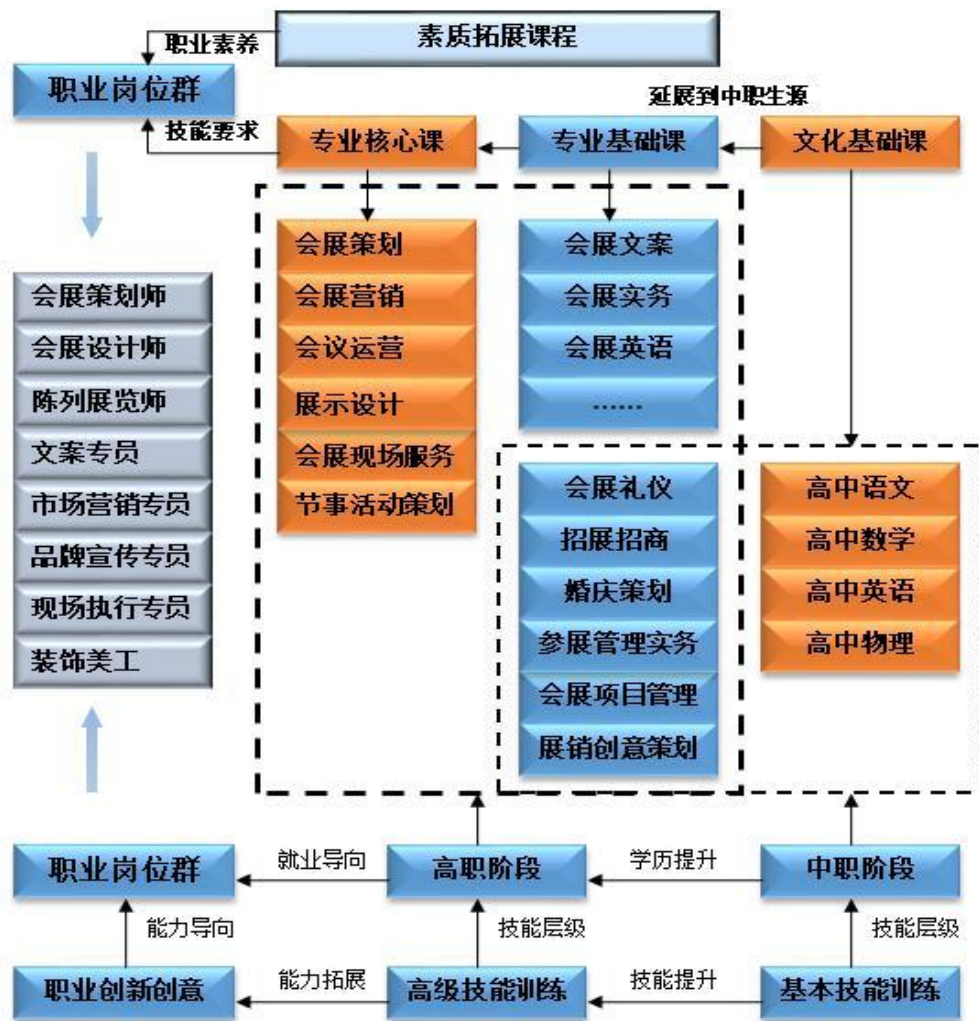 素质拓展课程
职业素养
职业岗位群
延展到中职生源
技能要求
专业核心课
专业基础课
文化基础课
会展策划
会展营销
会议运营
展示设计
会展现场服务
节事活动策划
会展文案
会展实务
会展英语
……
会展礼仪
招展招商
婚庆策划
参展管理实务
会展项目管理
展销创意策划
高中语文
高中数学
高中英语
高中物理
会展策划师
会展设计师
陈列展览师
文案专员
市场营销专员
品牌宣传专员
现场执行专员
装饰美工
职业岗位群
就业导向
高职阶段
学历提升
中职阶段
能力导向
技能层级
技能层级
职业创新创意
能力拓展
高级技能训练
技能提升
基本技能训练